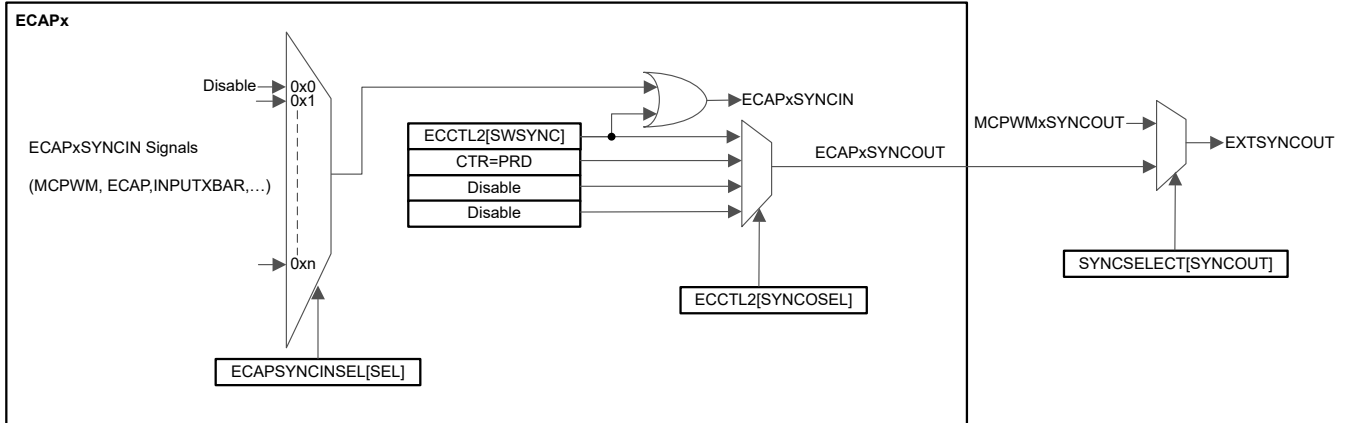 ECAPx
Disable
0x0
0x1
ECAPxSYNCIN Signals
(MCPWM, ECAP,INPUTXBAR,…)
0xn
ECAPSYNCINSEL[SEL]
ECAPxSYNCIN
ECCTL2[SWSYNC]
CTR=PRD
Disable
Disable
ECCTL2[SYNCOSEL]
ECAPxSYNCOUT
MCPWMxSYNCOUT
EXTSYNCOUT
SYNCSELECT[SYNCOUT]